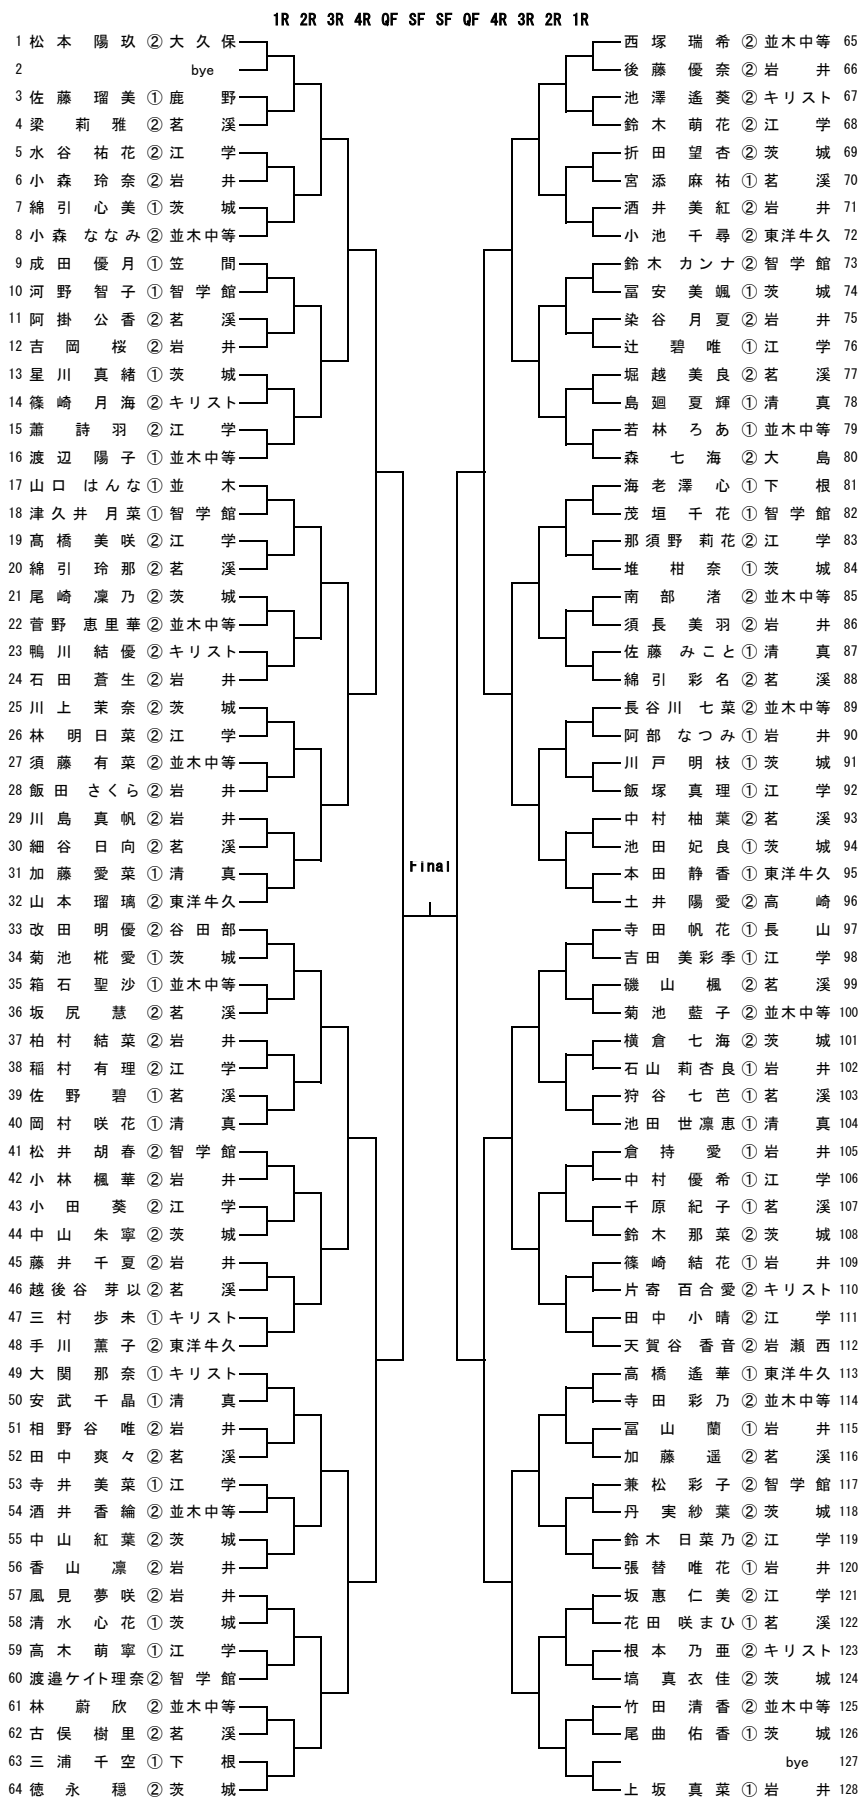 1R 2R 3R 4R QF SF SF QF 4R 3R 2R 1R
1 松本 陽玖 ② 大久保
2 bye
3 佐藤 瑠美 ① 鹿野
4 梁 莉雅 ② 茗溪
5 水谷 祐花 ② 江学
6 小森 玲奈 ② 岩井
7 綿引 心美 ① 茨城
8 小森 ななみ ② 並木中等
9 成田 優月 ① 笠間
10 河野 智子 ① 智学館
11 阿掛 公香 ② 茗溪
12 吉岡 桜 ② 岩井
13 星川 真緒 ① 茨城
14 篠崎 月海 ② キリスト
15 蕭 詩羽 ② 江学
16 渡辺 陽子 ① 並木中等
17 山口 はんな ① 並木
18 津久井 月菜 ① 智学館
19 髙橋 美咲 ② 江学
20 綿引 玲那 ② 茗溪
21 尾崎 凜乃 ② 茨城
22 菅野 恵里華 ② 並木中等
23 鴨川 結優 ② キリスト
24 石田 蒼生 ② 岩井
25 川上 茉奈 ② 茨城
26 林 明日菜 ② 江学
27 須藤 有菜 ② 並木中等
28 飯田 さくら ② 岩井
29 川島 真帆 ② 岩井
30 細谷 日向 ② 茗溪
31 加藤 愛菜 ① 清真
32 山本 瑠璃 ② 東洋牛久
33 改田 明優 ② 谷田部
34 菊池 椛愛 ① 茨城
35 箱石 聖沙 ① 並木中等
36 坂尻 慧 ② 茗溪
37 柏村 結菜 ② 岩井
38 稲村 有理 ② 江学
39 佐野 碧 ① 茗溪
40 岡村 咲花 ① 清真
41 松井 胡春 ② 智学館
42 小林 楓華 ② 岩井
43 小田 葵 ② 江学
44 中山 朱寧 ② 茨城
45 藤井 千夏 ② 岩井
46 越後谷 芽以 ② 茗溪
47 三村 歩未 ① キリスト
48 手川 薫子 ② 東洋牛久
49 大関 那奈 ① キリスト
50 安武 千晶 ① 清真
51 相野谷 唯 ② 岩井
52 田中 爽々 ② 茗溪
53 寺井 美菜 ① 江学
54 酒井 香綸 ② 並木中等
55 中山 紅葉 ② 茨城
56 香山 凛 ② 岩井
57 風見 夢咲 ② 岩井
58 清水 心花 ① 茨城
59 高木 萌寧 ① 江学
60 渡邉ケイト理奈 ② 智学館
61 林 蔚欣 ② 並木中等
62 古俣 樹里 ② 茗溪
63 三浦 千空 ① 下根
64 徳永 穏 ② 茨城
Final
西塚 瑞希 ② 並木中等 65
後藤 優奈 ② 岩井 66
池澤 遙葵 ② キリスト 67
鈴木 萌花 ② 江学 68
折田 望杏 ② 茨城 69
宮添 麻祐 ① 茗溪 70
酒井 美紅 ② 岩井 71
小池 千尋 ② 東洋牛久 72
鈴木 カンナ ② 智学館 73
冨安 美颯 ① 茨城 74
染谷 月夏 ② 岩井 75
辻 碧唯 ① 江学 76
堀越 美良 ② 茗溪 77
島廻 夏輝 ① 清真 78
若林 ろあ ① 並木中等 79
森 七海 ② 大島 80
海老澤 心 ① 下根 81
茂垣 千花 ① 智学館 82
那須野 莉花 ② 江学 83
堆 柑奈 ① 茨城 84
南部 渚 ② 並木中等 85
須長 美羽 ② 岩井 86
佐藤 みこと ① 清真 87
綿引 彩名 ② 茗溪 88
長谷川 七菜 ② 並木中等 89
阿部 なつみ ① 岩井 90
川戸 明枝 ① 茨城 91
飯塚 真理 ① 江学 92
中村 柚葉 ② 茗溪 93
池田 妃良 ① 茨城 94
本田 静香 ① 東洋牛久 95
土井 陽愛 ② 高崎 96
寺田 帆花 ① 長山 97
吉田 美彩季 ① 江学 98
磯山 楓 ② 茗溪 99
菊池 藍子 ② 並木中等 100
横倉 七海 ② 茨城 101
石山 莉杏良 ① 岩井 102
狩谷 七芭 ① 茗溪 103
池田 世凛恵 ① 清真 104
倉持 愛 ① 岩井 105
中村 優希 ① 江学 106
千原 紀子 ① 茗溪 107
鈴木 那菜 ② 茨城 108
篠崎 結花 ① 岩井 109
片寄 百合愛 ② キリスト 110
田中 小晴 ② 江学 111
天賀谷 香音 ② 岩瀬西 112
高橋 遙華 ① 東洋牛久 113
寺田 彩乃 ② 並木中等 114
冨山 蘭 ① 岩井 115
加藤 遥 ② 茗溪 116
兼松 彩子 ② 智学館 117
丹 実紗葉 ② 茨城 118
鈴木 日菜乃 ② 江学 119
張替 唯花 ① 岩井 120
坂恵 仁美 ② 江学 121
花田 咲まひ ① 茗溪 122
根本 乃亜 ② キリスト 123
塙 真衣佳 ② 茨城 124
竹田 清香 ② 並木中等 125
尾曲 佑香 ① 茨城 126
bye 127
上坂 真菜 ① 岩井 128